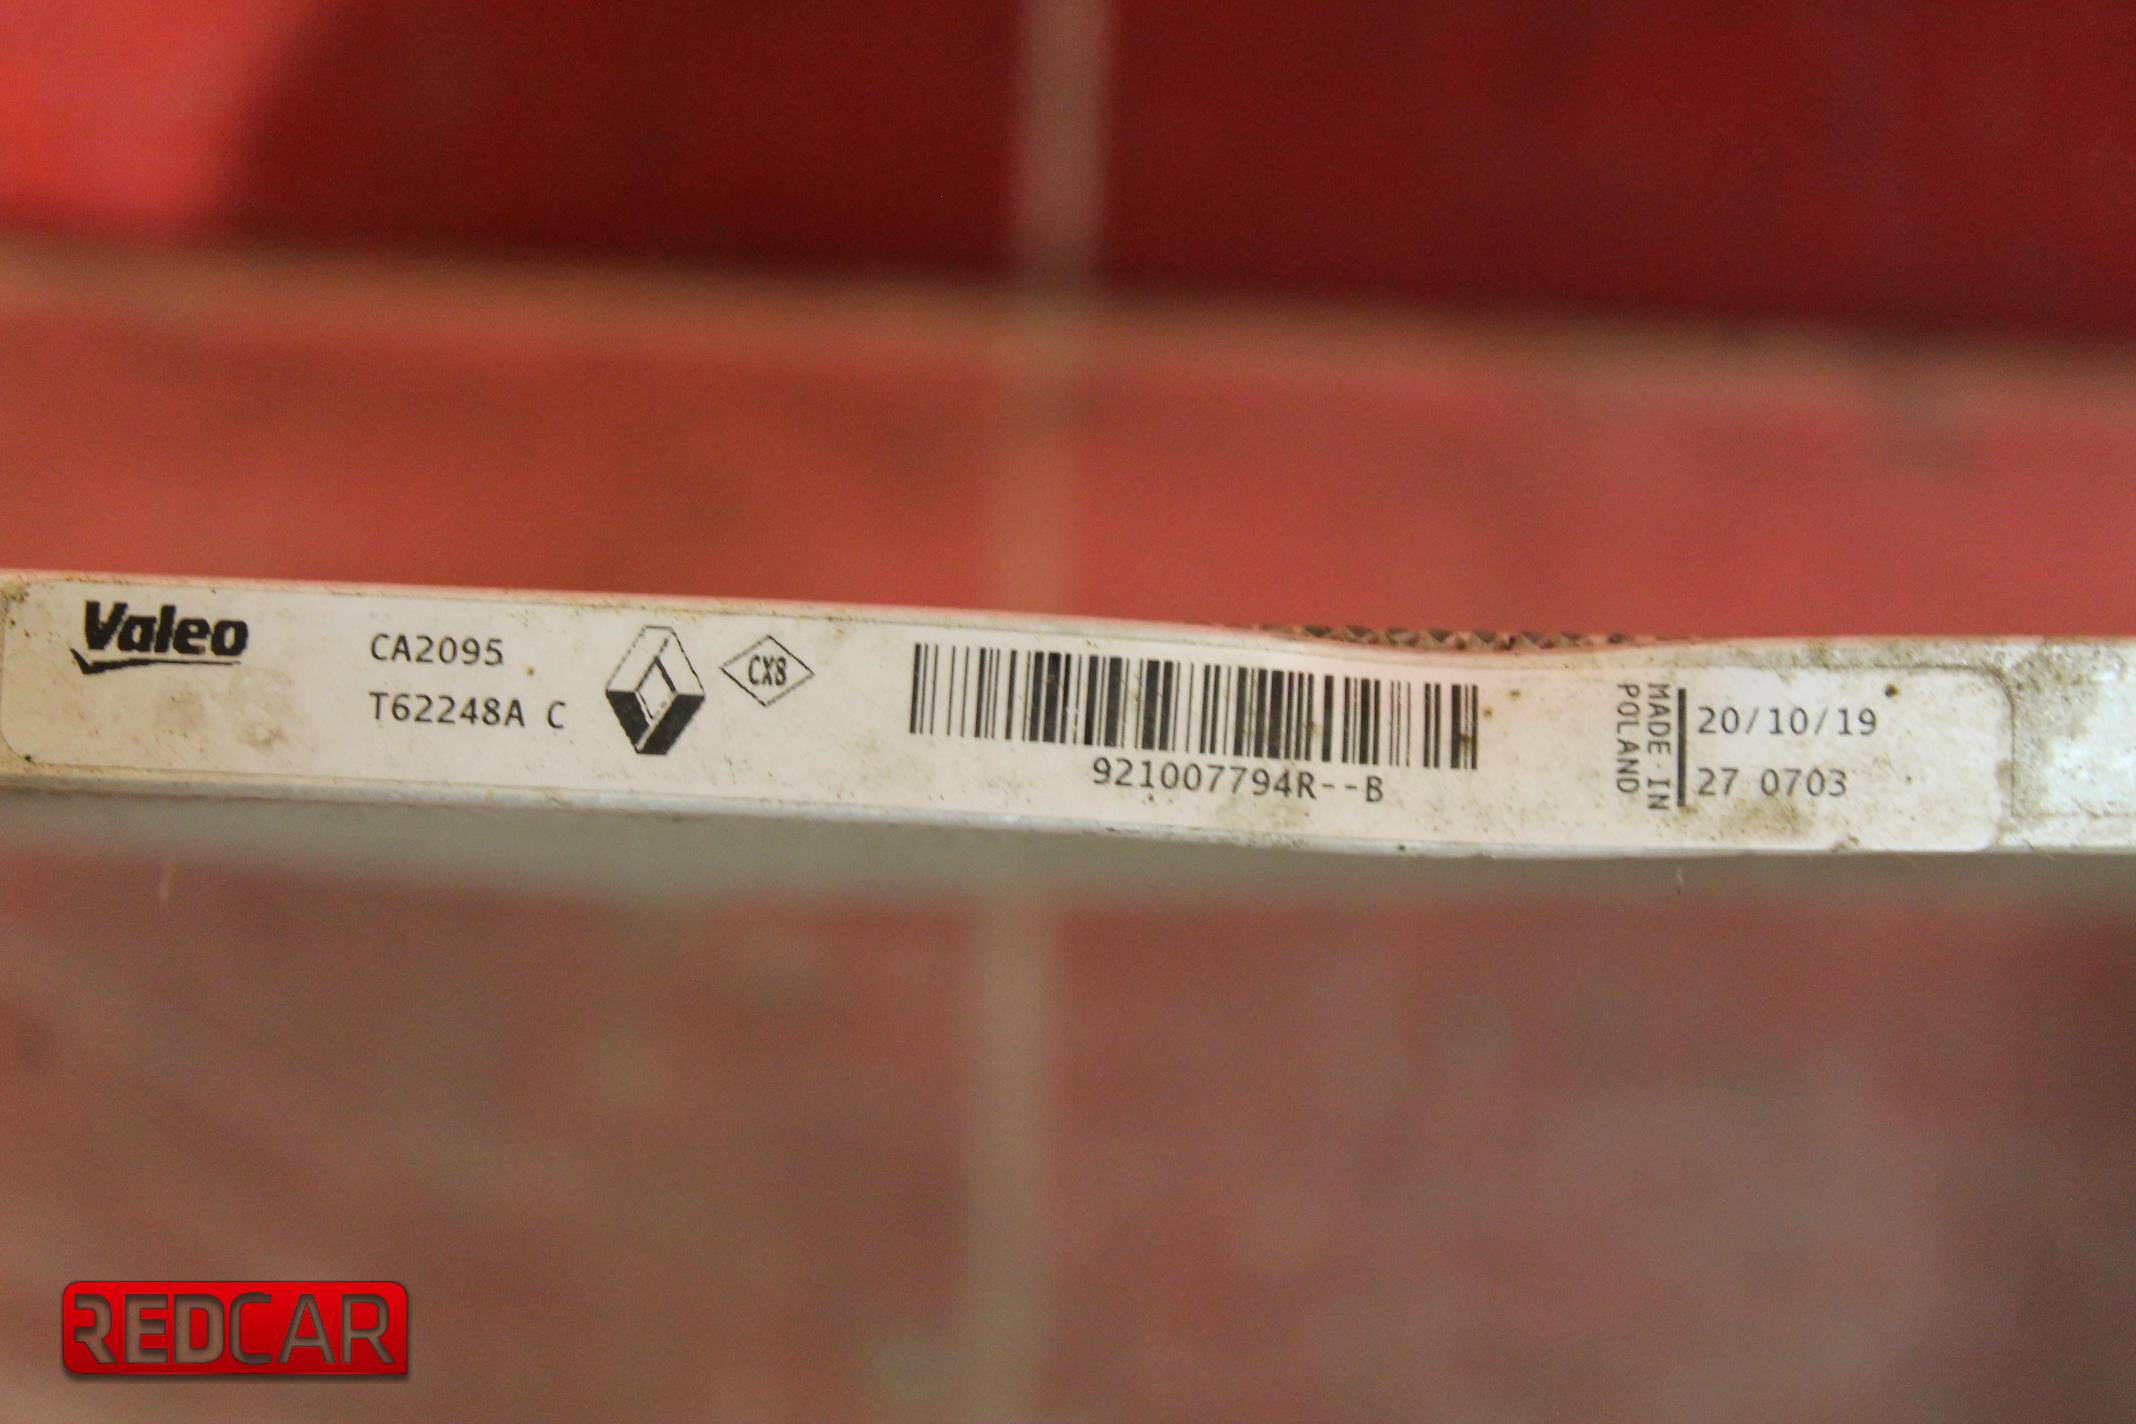 Valeo
CA2095
T62248A C
CX8
921007794R--B
MADE IN
POLAND
20/10/19
27 0703
REDCAR